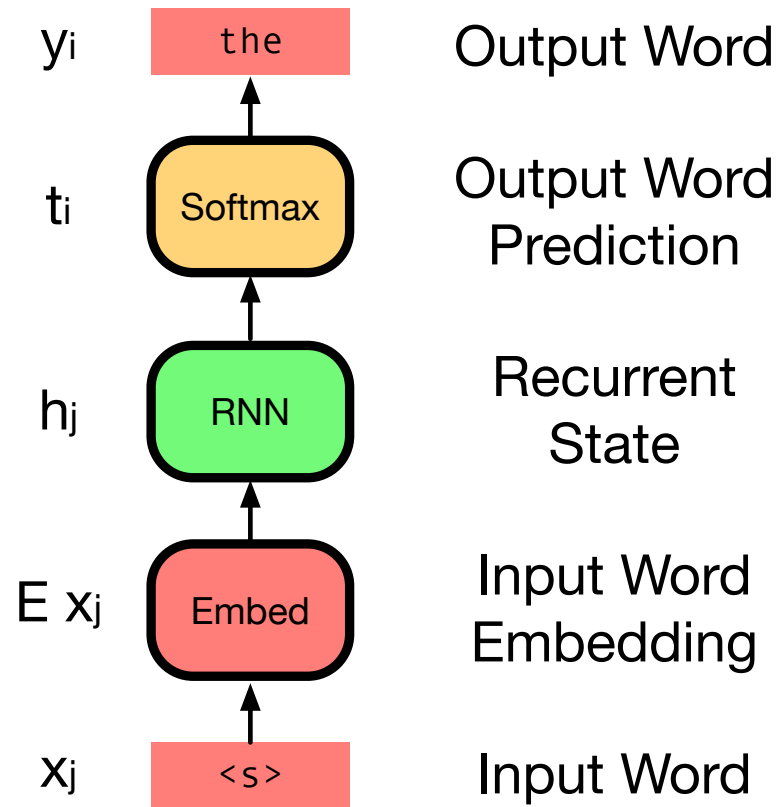 yi the Output Word
ti Softmax Output Word
Prediction
hj RNN Recurrent
State
E xj Embed Input Word
Embedding
xj <s> Input Word